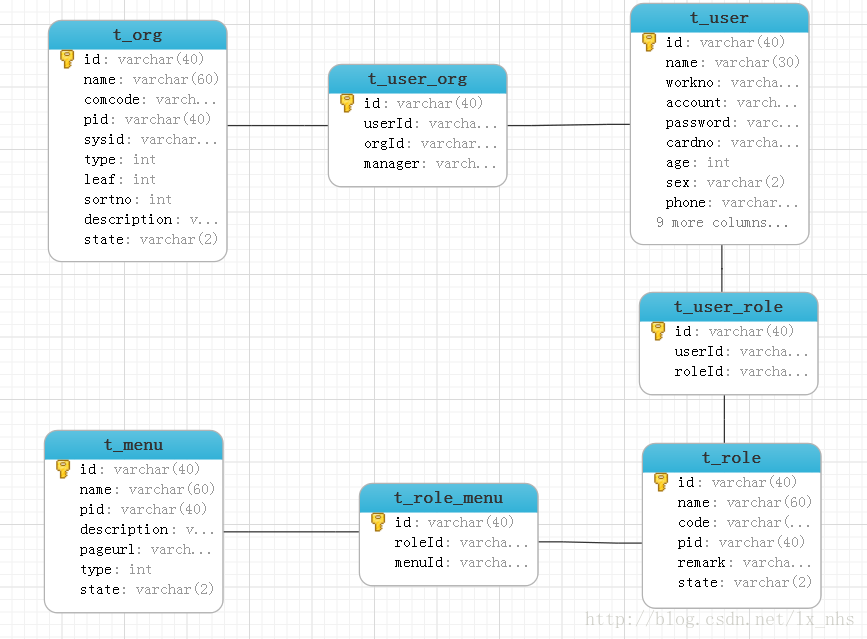 t_org
id: varchar(40)
name: varchar(60)
comcode: varch...
pid: varchar(40)
sysid: varchar...
type: int
leaf: int
sortno: int
description: v...
state: varchar(2)
t_user_org
id: varchar(40)
userId: varcha...
orgId: varchar...
manager: varch...
t_user
id: varchar(40)
name: varchar(30)
workno: varcha...
account: varch...
password: varc...
cardno: varcha...
age: int
sex: varchar(2)
phone: varchar...
9 more columns...
t_user_role
id: varchar(40)
userId: varcha...
roleId: varcha...
t_menu
id: varchar(40)
name: varchar(60)
pid: varchar(40)
description: v...
pageurl: varch...
type: int
state: varchar(2)
t_role_menu
id: varchar(40)
roleId: varcha...
menuId: varcha...
t_role
id: varchar(40)
name: varchar(60)
code: varchar(...
pid: varchar(40)
remark: varcha...
state: varchar(2)
http://blog.csdn.net/lx_nhs